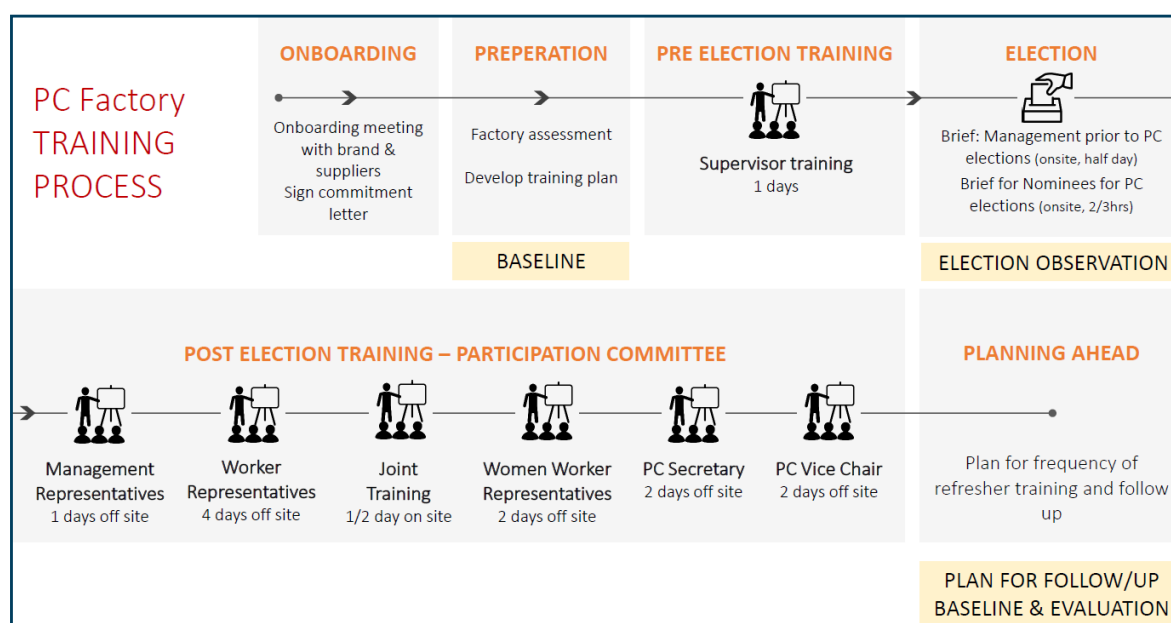 PC Factory
TRAINING
PROCESS
ONBOARDING
Onboarding meeting
with brand &
suppliers
Sign commitment
letter
PREPARATION
Factory assessment
Develop training plan
BASELINE
PRE ELECTION TRAINING
Supervisor training
1 days
ELECTION
Brief: Management prior to PC
elections (onsite, half day)
Brief for Nominees for PC
elections (onsite, 2/3hrs)
ELECTION OBSERVATION
POST ELECTION TRAINING – PARTICIPATION COMMITTEE
Management
Representatives
1 days off site
Worker
Representatives
4 days off site
Joint
Training
1/2 day on site
Women Worker
Representatives
2 days off site
PC Secretary
2 days off site
PC Vice Chair
2 days off site
PLANNING AHEAD
Plan for frequency of
refresher training and follow
up
PLAN FOR FOLLOW/UP
BASELINE & EVALUATION